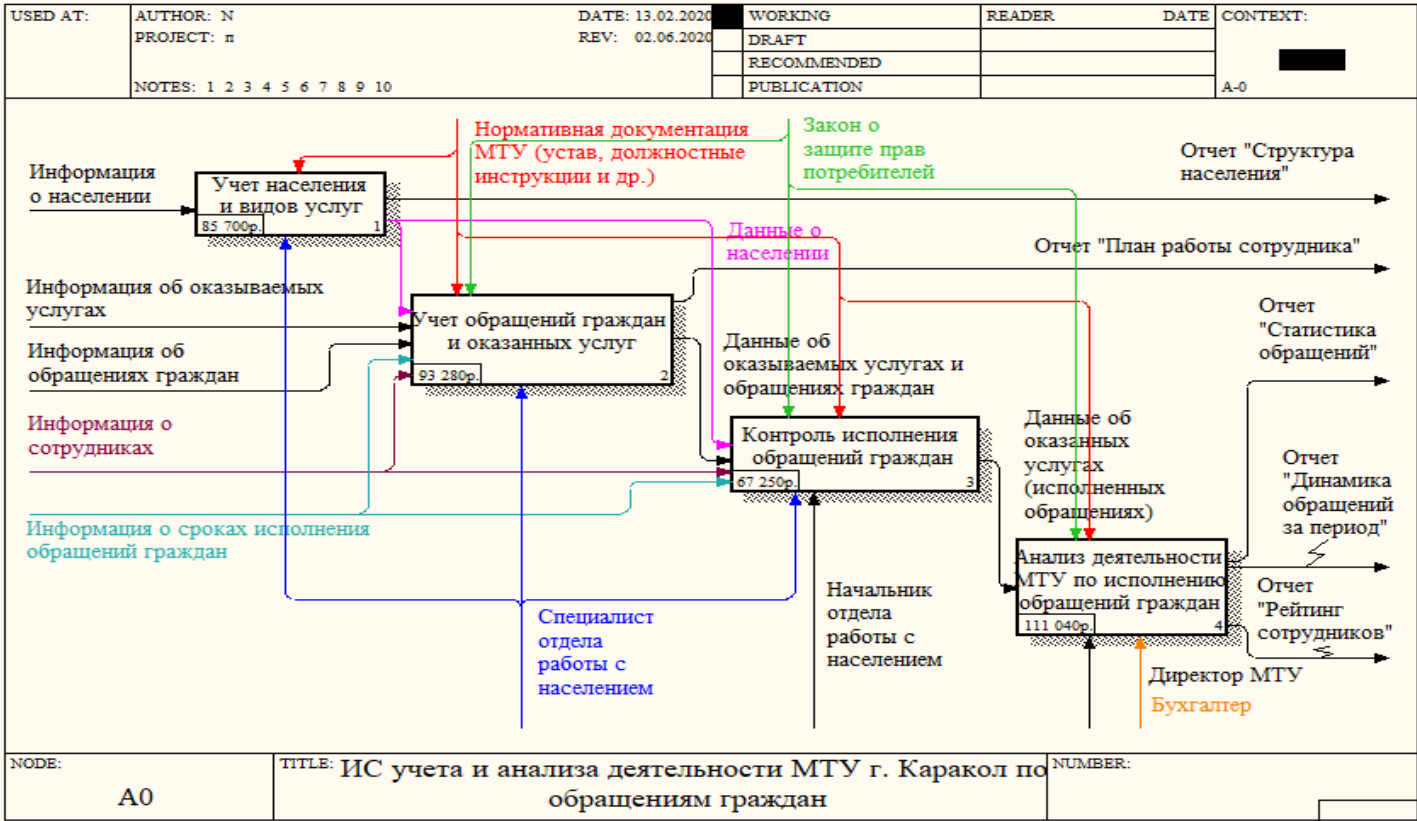 USED AT:
AUTHOR: N
DATE: 13.02.2020
WORKING
READER
DATE
CONTEXT:
PROJECT: п
REV: 02.06.2020
DRAFT
RECOMMENDED
NOTES: 1 2 3 4 5 6 7 8 9 10
PUBLICATION
A-0
Нормативная документация
МТУ (устав, должностные
инструкции и др.)
Закон о
защите прав
потребителей
Отчет "Структура
населения"
Информация
о населении
Учет населения
и видов услуг
85 700р.
1
Данные о
населении
Отчет "План работы сотрудника"
Информация об оказываемых
услугах
Учет обращений граждан
и оказанных услуг
93 280р.
2
Информация об
обращениях граждан
Данные об
оказываемых услугах и
обращениях граждан
Отчет
"Статистика
обращений"
Информация о
сотрудниках
Контроль исполнения
обращений граждан
67 250р.
3
Данные об
оказанных
услугах
(исполненных
обращениях)
Отчет
"Динамика
обращений
за период"
Информация о сроках исполнения
обращений граждан
Анализ деятельности
МТУ по исполнению
обращений граждан
111 040р.
4
Специалист
отдела
работы с
населением
Начальник
отдела
работы с
населением
Отчет
"Рейтинг
сотрудников"
Директор МТУ
Бухгалтер
NODE:
A0
TITLE: ИС учета и анализа деятельности МТУ г. Каракол по
обращениям граждан
NUMBER: